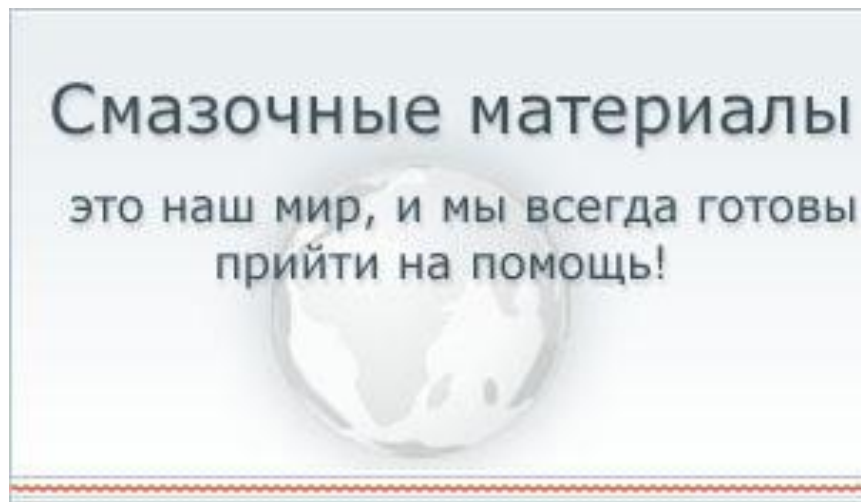 Смазочные материалы
это наш мир, и мы всегда готовы
прийти на помощь!